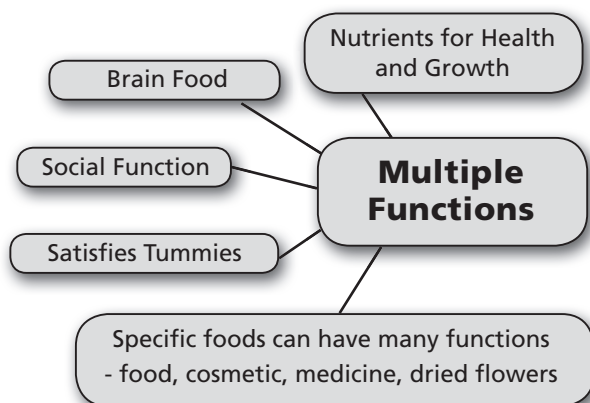 Nutrients for Health
and Growth
Brain Food
Social Function
Multiple
Functions
Satisfies Tummies
Specific foods can have many functions
- food, cosmetic, medicine, dried flowers